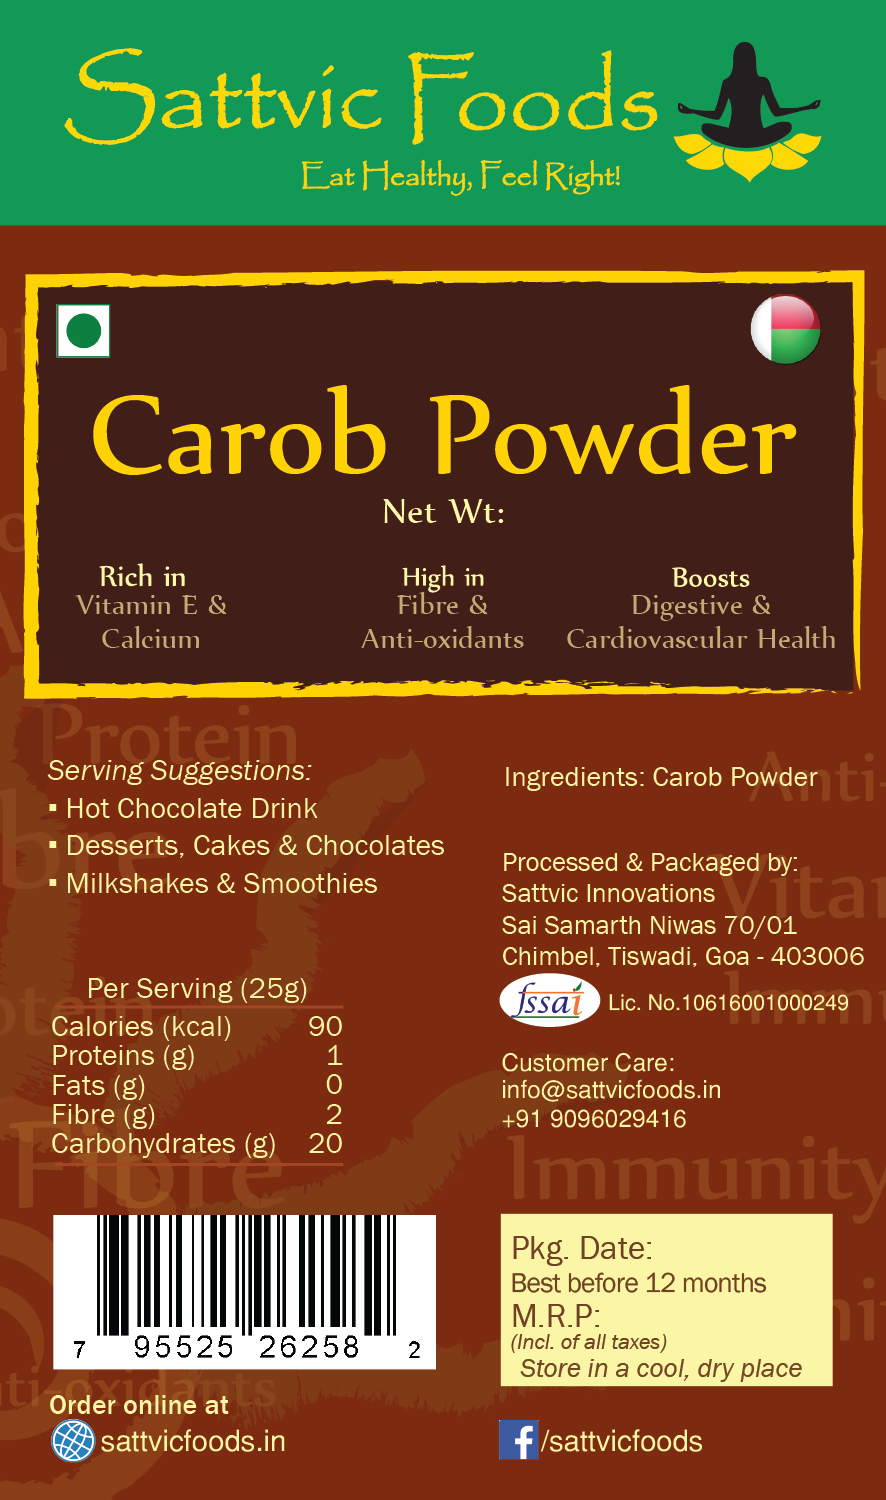 Sattvic Foods
Eat Healthy, Feel Right!
Carob Powder
Net Wt:
Rich in
Vitamin E &
Calcium
High in
Fibre &
Anti-oxidants
Boosts
Digestive &
Cardiovascular Health
Protein
Serving Suggestions:
▪ Hot Chocolate Drink
▪ Desserts, Cakes & Chocolates
▪ Milkshakes & Smoothies
Per Serving (25g)
Calories (kcal) 90
Proteins (g) 1
Fats (g) 0
Fibre (g) 2
Carbohydrates (g) 20
Fibre
7 95525 26258 2
Order online at
sattvicfoods.in
Ingredients: Carob Powder
Processed & Packaged by:
Sattvic Innovations
Sai Samarth Niwas 70/01
Chimbel, Tiswadi, Goa - 403006
fssai Lic. No.10616001000249
Customer Care:
info@sattvicfoods.in
+91 9096029416
Immunity
Pkg. Date:
Best before 12 months
M.R.P:
(Incl. of all taxes)
Store in a cool, dry place
f /sattvicfoods